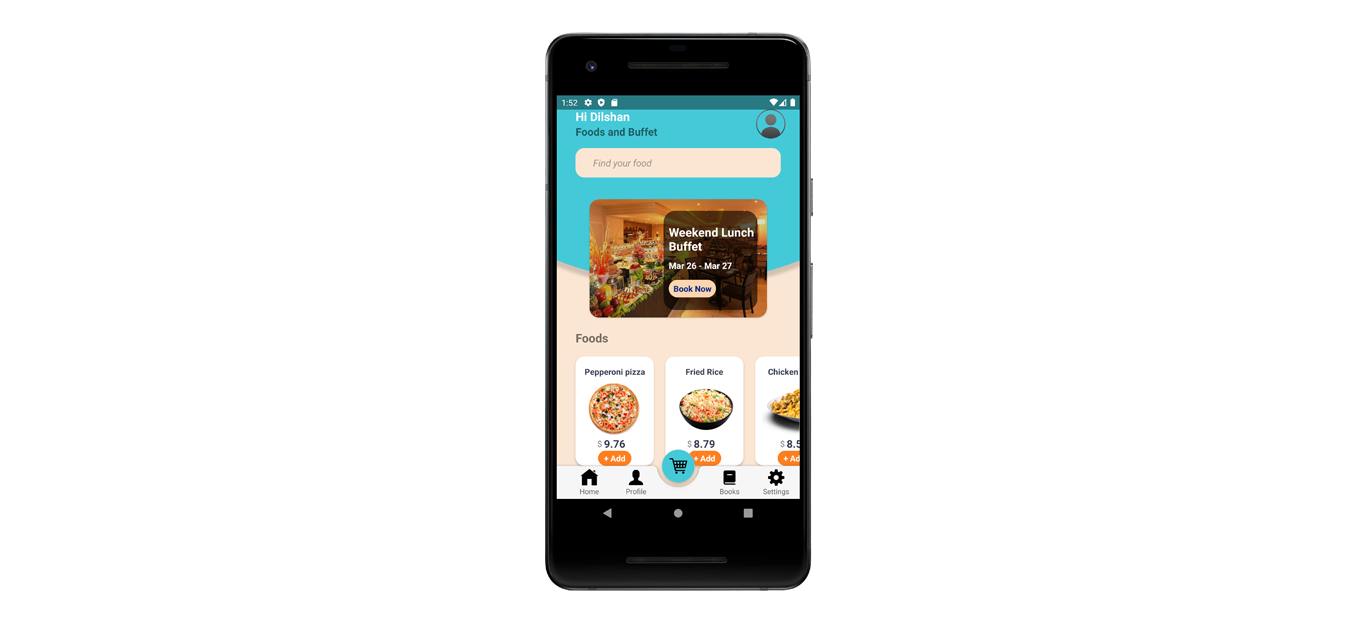 1:52
Hi Dilshan
Foods and Buffet
Find your food
Weekend Lunch
Buffet
Mar 26 - Mar 27
Book Now
Foods
Pepperoni pizza
Fried Rice
Chicken
$ 9.76
$ 8.79
$ 8.5
+ Add
+ Add
+ Ad
Home
Profile
Books
Settings